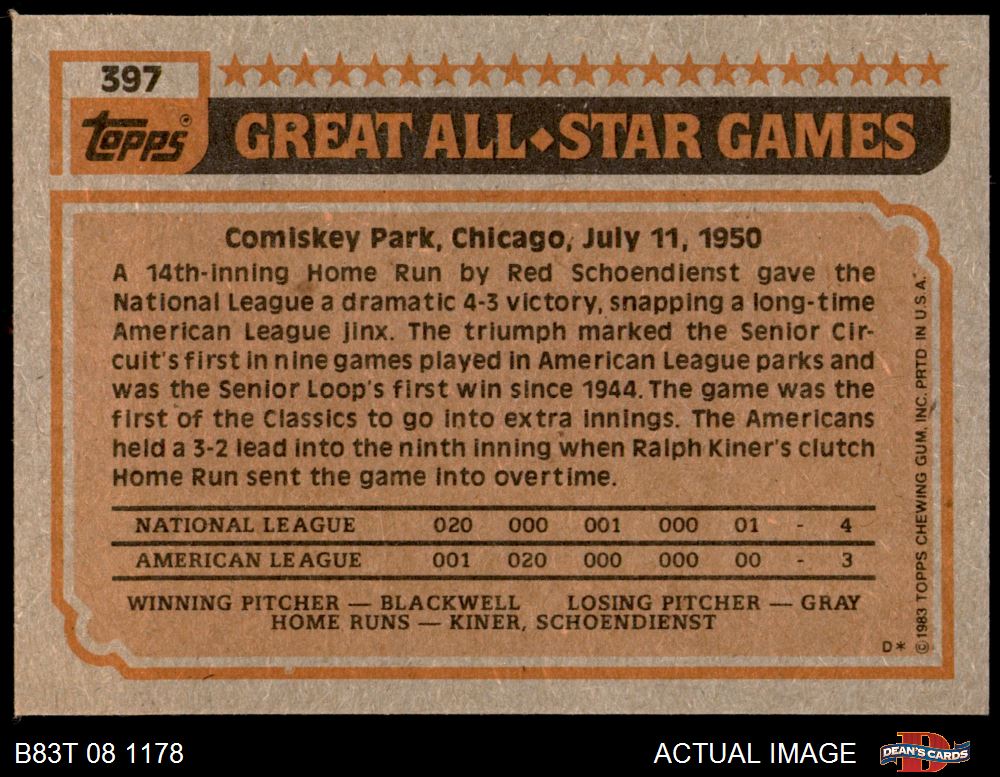 397
topps®
GREAT ALL◆STAR GAMES
Comiskey Park, Chicago, July 11, 1950
A 14th-inning Home Run by Red Schoendienst gave the
National League a dramatic 4-3 victory, snapping a long-time
American League jinx. The triumph marked the Senior Cir-
cuit's first in nine games played in American League parks and
was the Senior Loop's first win since 1944. The game was the
first of the Classics to go into extra innings. The Americans
held a 3-2 lead into the ninth inning when Ralph Kiner's clutch
Home Run sent the game into overtime.
NATIONAL LEAGUE 020 000 001 000 01 - 4
AMERICAN LEAGUE 001 020 000 000 00 - 3
WINNING PITCHER — BLACKWELL LOSING PITCHER — GRAY
HOME RUNS — KINER, SCHOENDIENST
D*
©1983 TOPPS CHEWING GUM, INC. PRTD IN U.S.A.
B83T 08 1178
ACTUAL IMAGE
D
DEAN'S CARDS